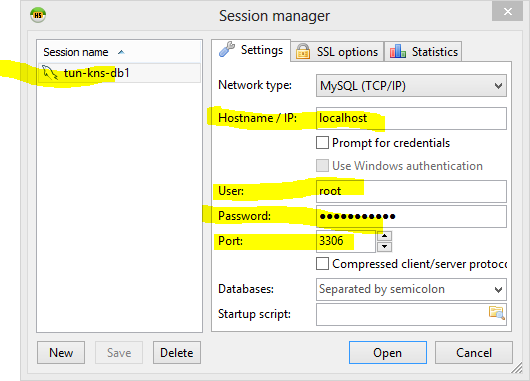 Session manager
Session name
tun-kns-db1
Settings
SSL options
Statistics
Network type: MySQL (TCP/IP)
Hostname / IP: localhost
Prompt for credentials
Use Windows authentication
User: root
Password: ●●●●●●●●●●●
Port: 3306
Compressed client/server protoc
Databases: Separated by semicolon
Startup script:
New Save Delete Open Cancel